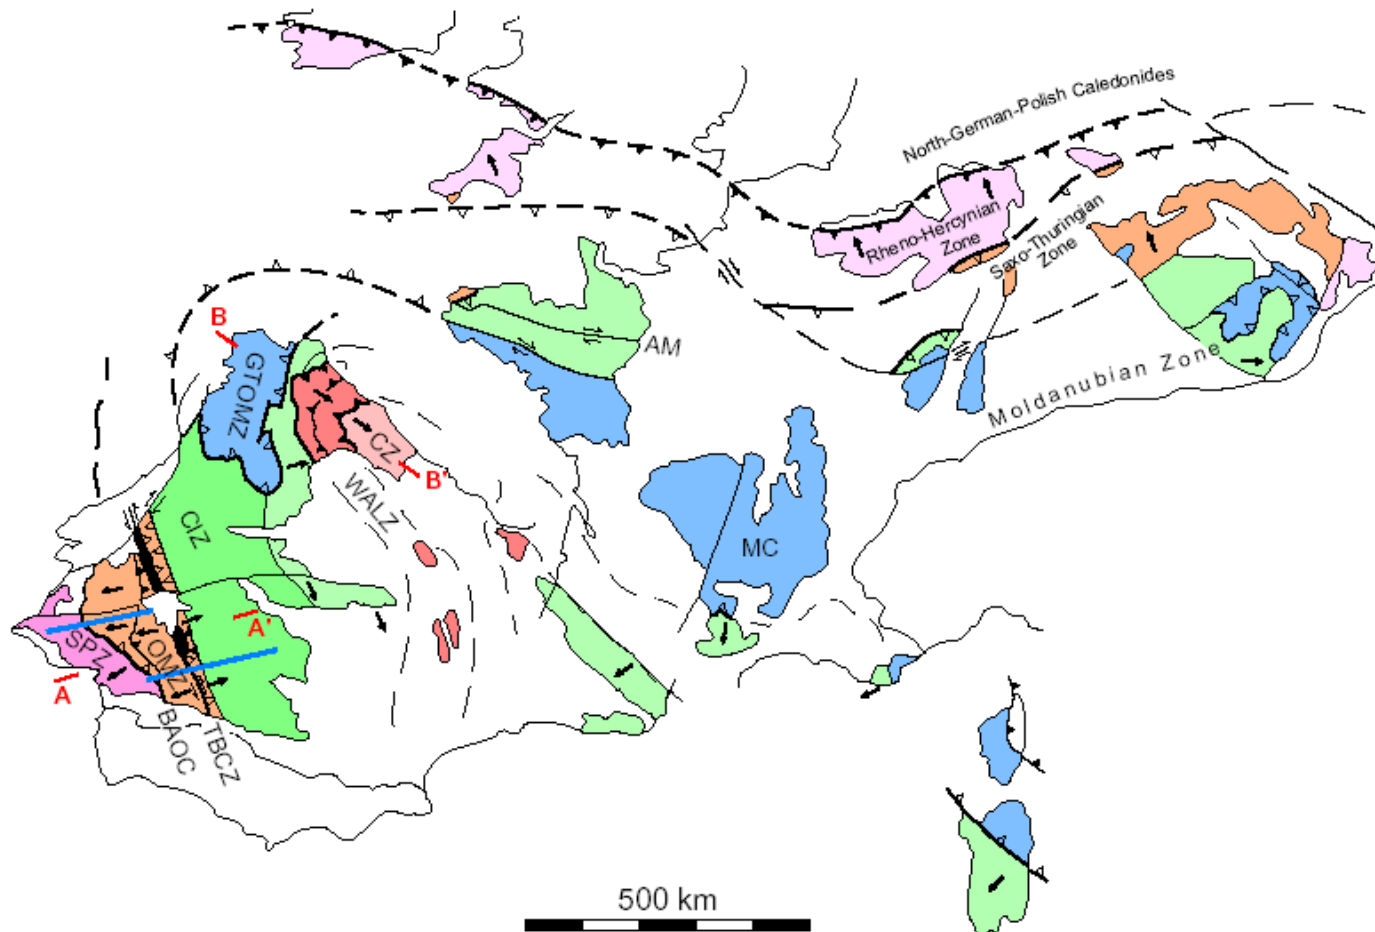 North-German-Polish Caledonides
Rheno-Hercynian
Zone
Saxo-Thuringian
Zone
Moldanubian Zone
B
GTOMZ
AM
CZ
B'
WALZ
CIZ
MC
A'
SPZ
OMZ
A
BAOC
TBCZ
500 km